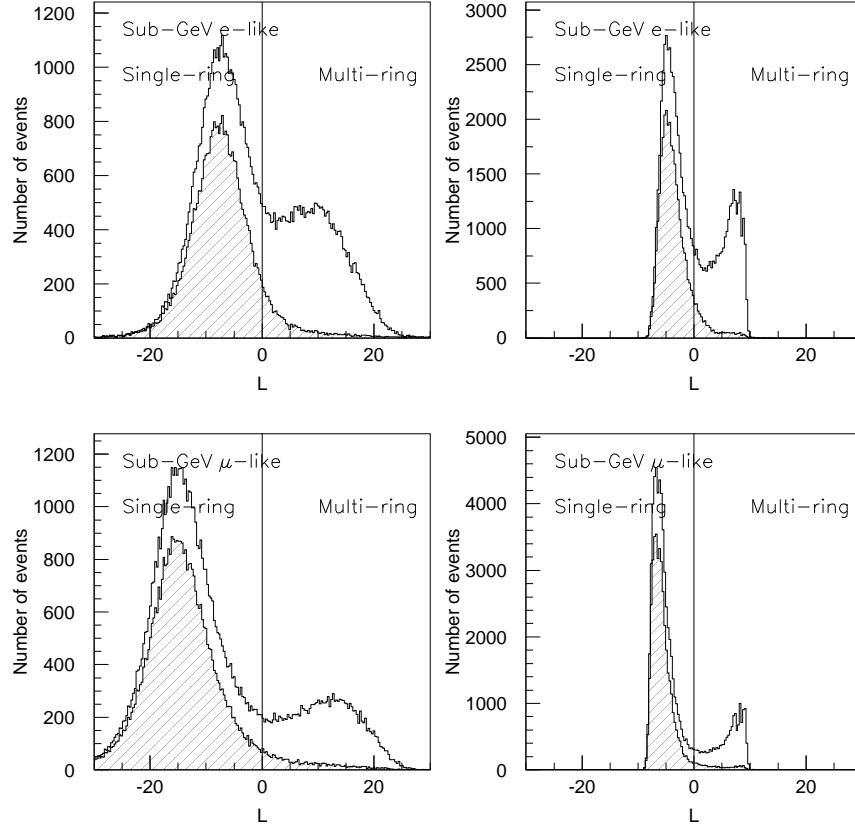 Number of events
1200
1000
800
600
400
200
0
Sub-GeV e-like
Single-ring Multi-ring
-20 0 20
L
Number of events
3000
2500
2000
1500
1000
500
0
Sub-GeV e-like
Single-ring Multi-ring
-20 0 20
L
Number of events
1200
1000
800
600
400
200
0
Sub-GeV μ-like
Single-ring Multi-ring
-20 0 20
L
Number of events
5000
4000
3000
2000
1000
0
Sub-GeV μ-like
Single-ring Multi-ring
-20 0 20
L